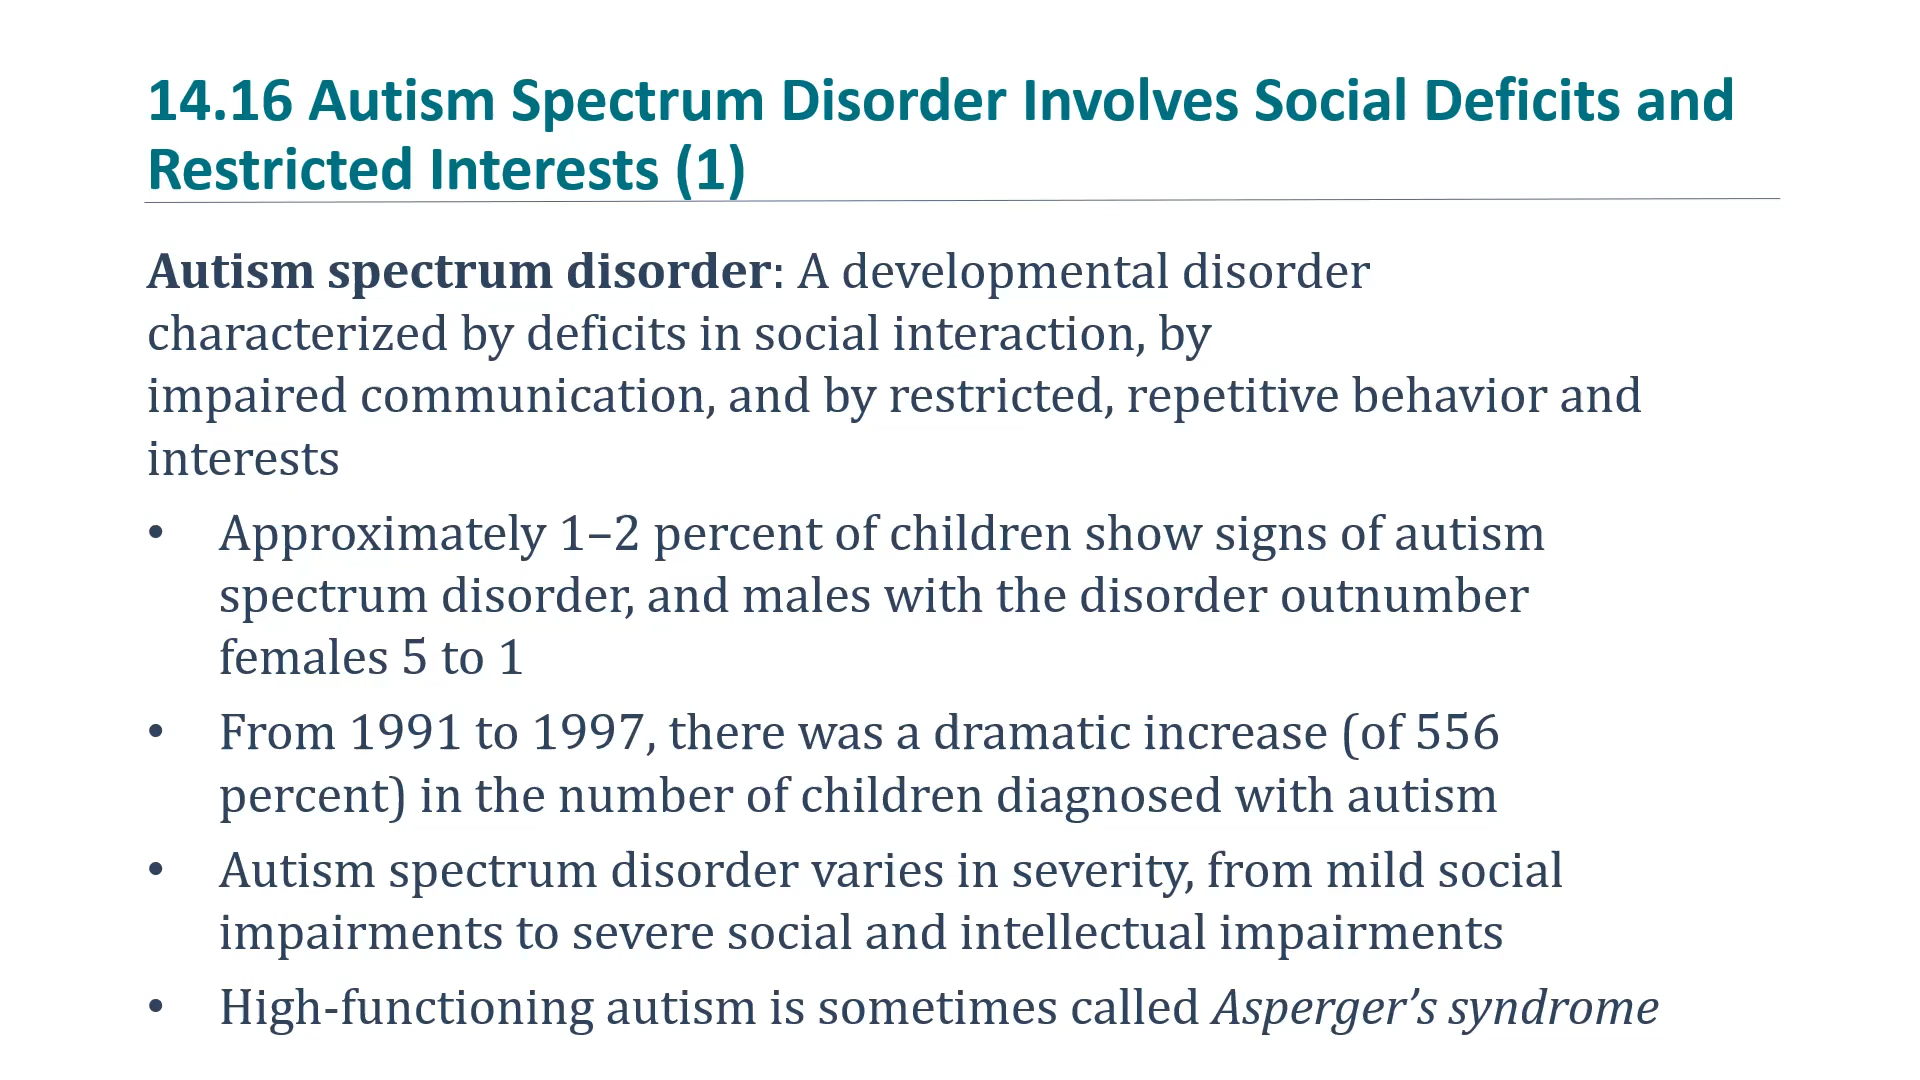 14.16 Autism Spectrum Disorder Involves Social Deficits and
Restricted Interests (1)
Autism spectrum disorder: A developmental disorder
characterized by deficits in social interaction, by
impaired communication, and by restricted, repetitive behavior and
interests
• Approximately 1–2 percent of children show signs of autism
spectrum disorder, and males with the disorder outnumber
females 5 to 1
• From 1991 to 1997, there was a dramatic increase (of 556
percent) in the number of children diagnosed with autism
• Autism spectrum disorder varies in severity, from mild social
impairments to severe social and intellectual impairments
• High-functioning autism is sometimes called Asperger’s syndrome